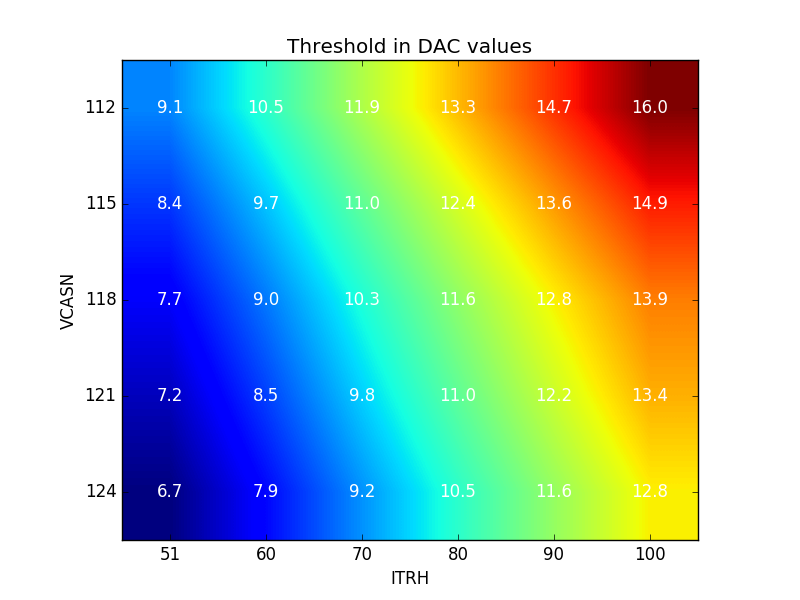 Threshold in DAC values
112 9.1 10.5 11.9 13.3 14.7 16.0
115 8.4 9.7 11.0 12.4 13.6 14.9
118 7.7 9.0 10.3 11.6 12.8 13.9
VCASN
121 7.2 8.5 9.8 11.0 12.2 13.4
124 6.7 7.9 9.2 10.5 11.6 12.8
51 60 70 80 90 100
ITRH